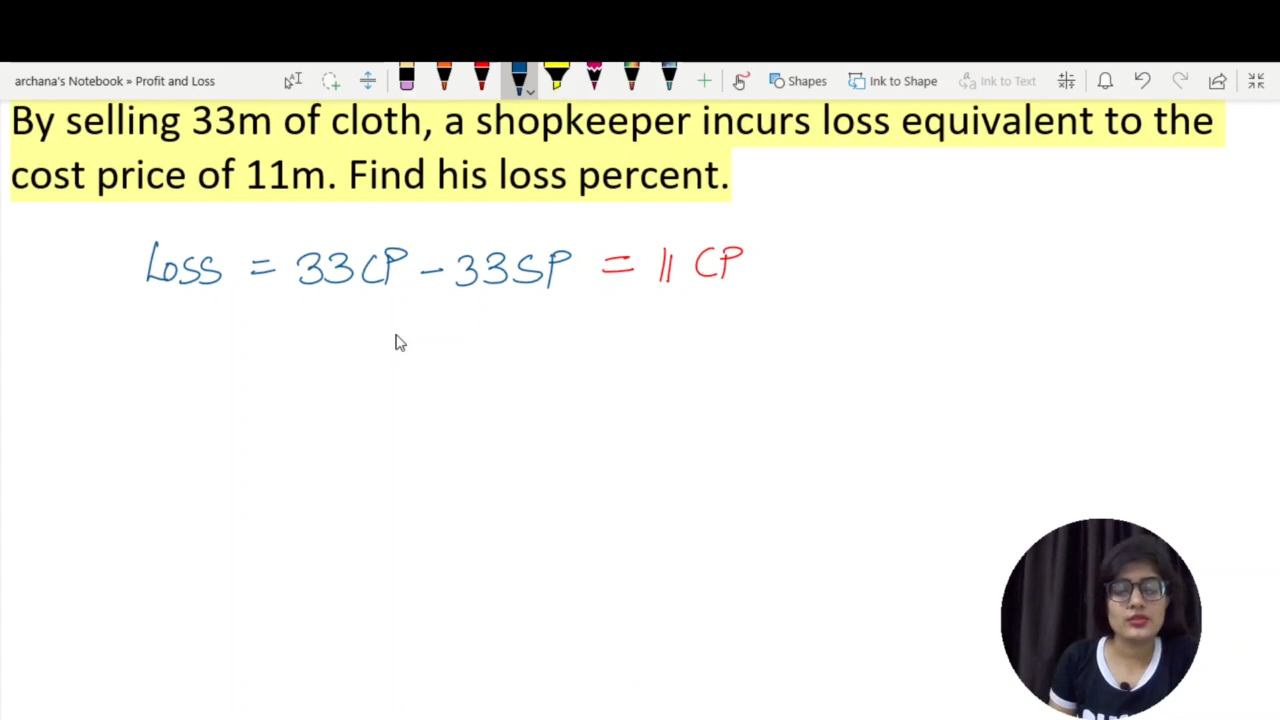 archana's Notebook » Profit and Loss Shapes Ink to Shape Ink to Text
By selling 33m of cloth, a shopkeeper incurs loss equivalent to the
cost price of 11m. Find his loss percent.
Loss = 33CP - 33SP = 11 CP